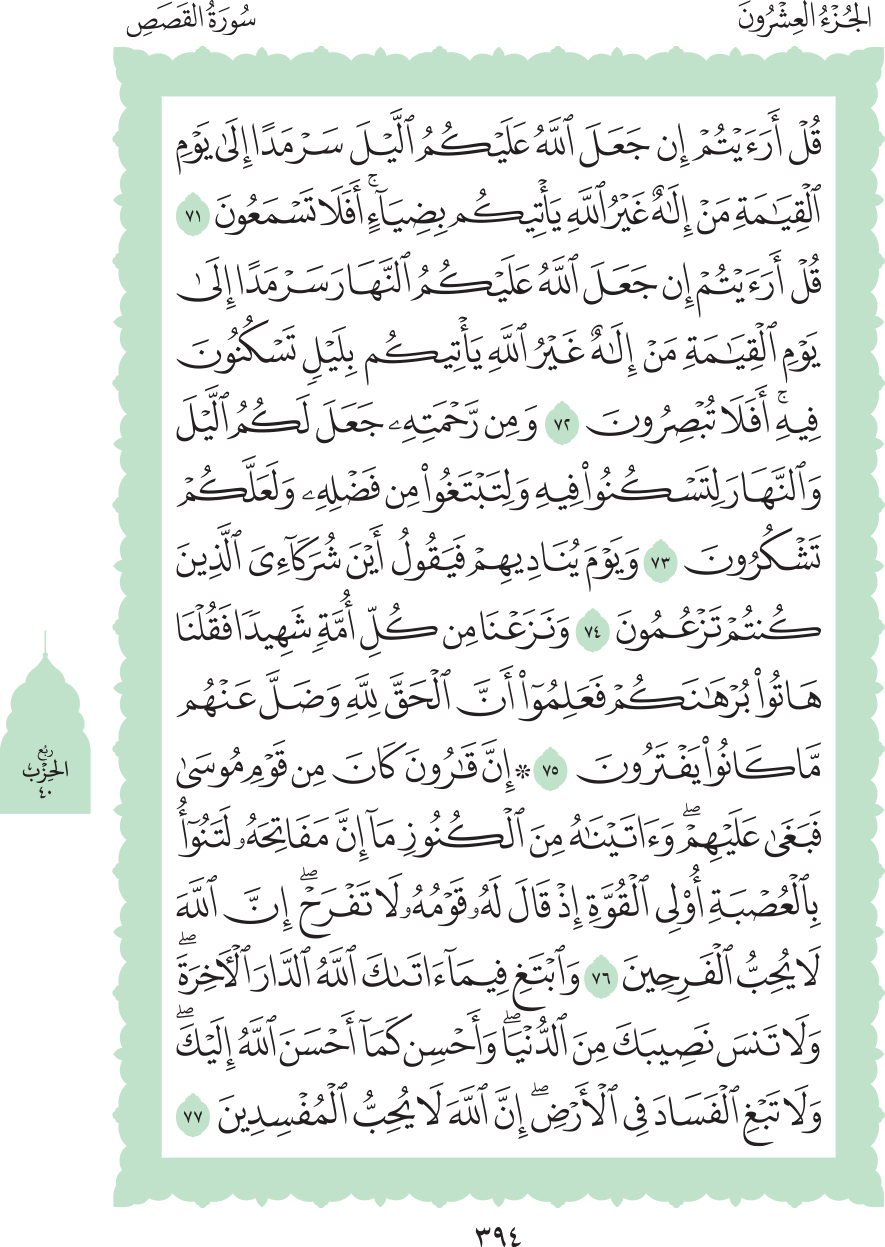 الجُزْءُ العِشْرُونَ
سُورَةُ القَصَصِ
قُلْ أَرَءَيْتُمْ إِن جَعَلَ ٱللَّهُ عَلَيْكُمُ ٱلَّيْلَ سَرْمَدًا إِلَىٰ يَوْمِ
ٱلْقِيَٰمَةِ مَنْ إِلَٰهٌ غَيْرُ ٱللَّهِ يَأْتِيكُم بِضِيَآءٍۚ أَفَلَا تَسْمَعُونَ ٧١
قُلْ أَرَءَيْتُمْ إِن جَعَلَ ٱللَّهُ عَلَيْكُمُ ٱلنَّهَارَ سَرْمَدًا إِلَىٰ
يَوْمِ ٱلْقِيَٰمَةِ مَنْ إِلَٰهٌ غَيْرُ ٱللَّهِ يَأْتِيكُم بِلَيْلٍ تَسْكُنُونَ
فِيهِۚ أَفَلَا تُبْصِرُونَ ٧٢ وَمِن رَّحْمَتِهِۦ جَعَلَ لَكُمُ ٱلَّيْلَ
وَٱلنَّهَارَ لِتَسْكُنُوا۟ فِيهِ وَلِتَبْتَغُوا۟ مِن فَضْلِهِۦ وَلَعَلَّكُمْ
تَشْكُرُونَ ٧٣ وَيَوْمَ يُنَادِيهِمْ فَيَقُولُ أَيْنَ شُرَكَآءِىَ ٱلَّذِينَ
كُنتُمْ تَزْعُمُونَ ٧٤ وَنَزَعْنَا مِن كُلِّ أُمَّةٍ شَهِيدًا فَقُلْنَا
هَاتُوا۟ بُرْهَٰنَكُمْ فَعَلِمُوٓا۟ أَنَّ ٱلْحَقَّ لِلَّهِ وَضَلَّ عَنْهُم
مَّا كَانُوا۟ يَفْتَرُونَ ٧٥ ۞ إِنَّ قَٰرُونَ كَانَ مِن قَوْمِ مُوسَىٰ
فَبَغَىٰ عَلَيْهِمْۖ وَءَاتَيْنَٰهُ مِنَ ٱلْكُنُوزِ مَآ إِنَّ مَفَاتِحَهُۥ لَتَنُوٓأُ
بِٱلْعُصْبَةِ أُو۟لِى ٱلْقُوَّةِ إِذْ قَالَ لَهُۥ قَوْمُهُۥ لَا تَفْرَحْۖ إِنَّ ٱللَّهَ
لَا يُحِبُّ ٱلْفَرِحِينَ ٧٦ وَٱبْتَغِ فِيمَآ ءَاتَىٰكَ ٱللَّهُ ٱلدَّارَ ٱلْـَٔاخِرَةَۖ
وَلَا تَنسَ نَصِيبَكَ مِنَ ٱلدُّنْيَاۖ وَأَحْسِن كَمَآ أَحْسَنَ ٱللَّهُ إِلَيْكَۖ
وَلَا تَبْغِ ٱلْفَسَادَ فِى ٱلْأَرْضِۖ إِنَّ ٱللَّهَ لَا يُحِبُّ ٱلْمُفْسِدِينَ ٧٧
رُبْع
الحِزْب
٤٠
٣٩٤